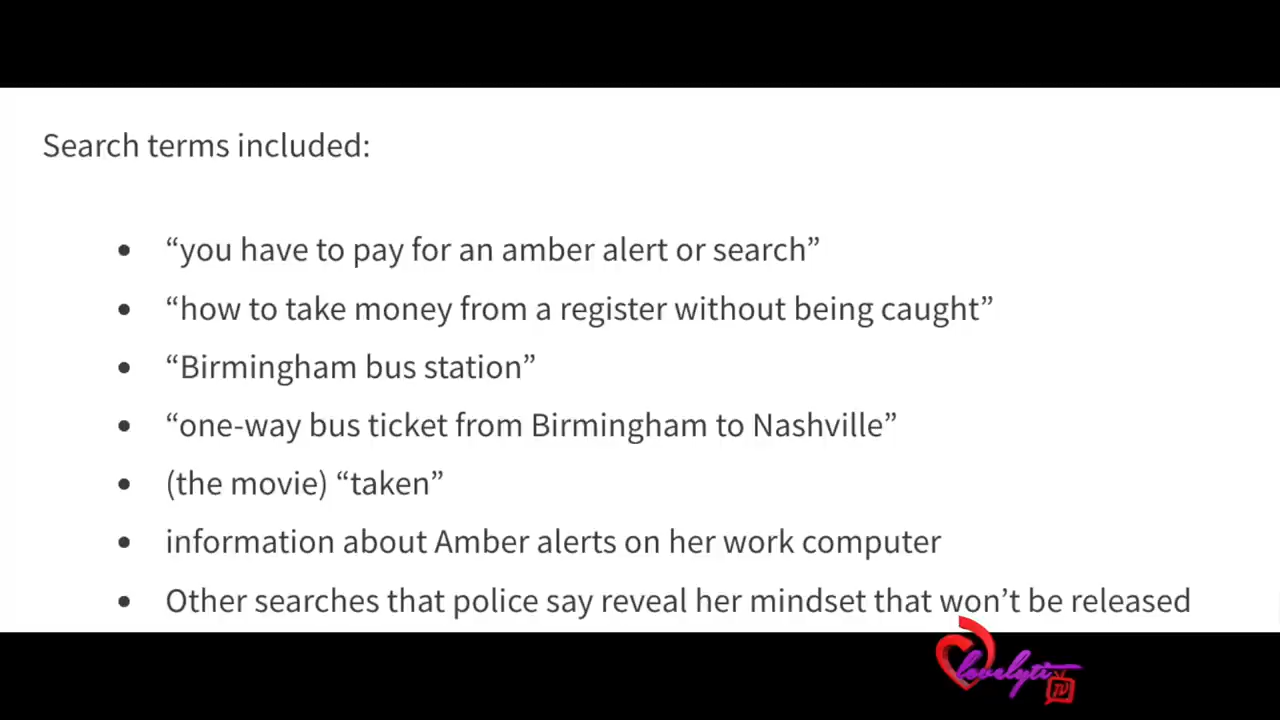 Search terms included:
• “you have to pay for an amber alert or search”
• “how to take money from a register without being caught”
• “Birmingham bus station”
• “one-way bus ticket from Birmingham to Nashville”
• (the movie) “taken”
• information about Amber alerts on her work computer
• Other searches that police say reveal her mindset that won’t be released
lovelyti
TV